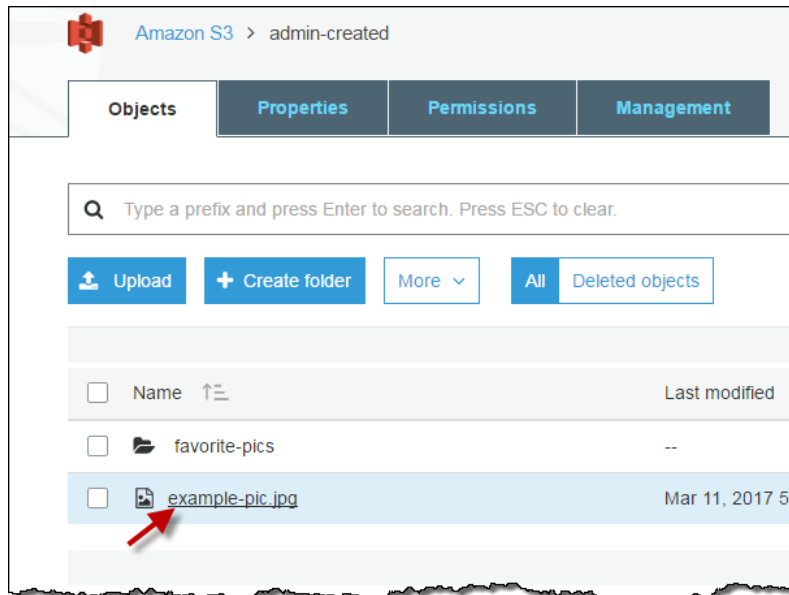 Amazon S3 > admin-created
Objects Properties Permissions Management
Type a prefix and press Enter to search. Press ESC to clear.
Upload + Create folder More All Deleted objects
Name Last modified
favorite-pics --
example-pic.jpg Mar 11, 2017 5